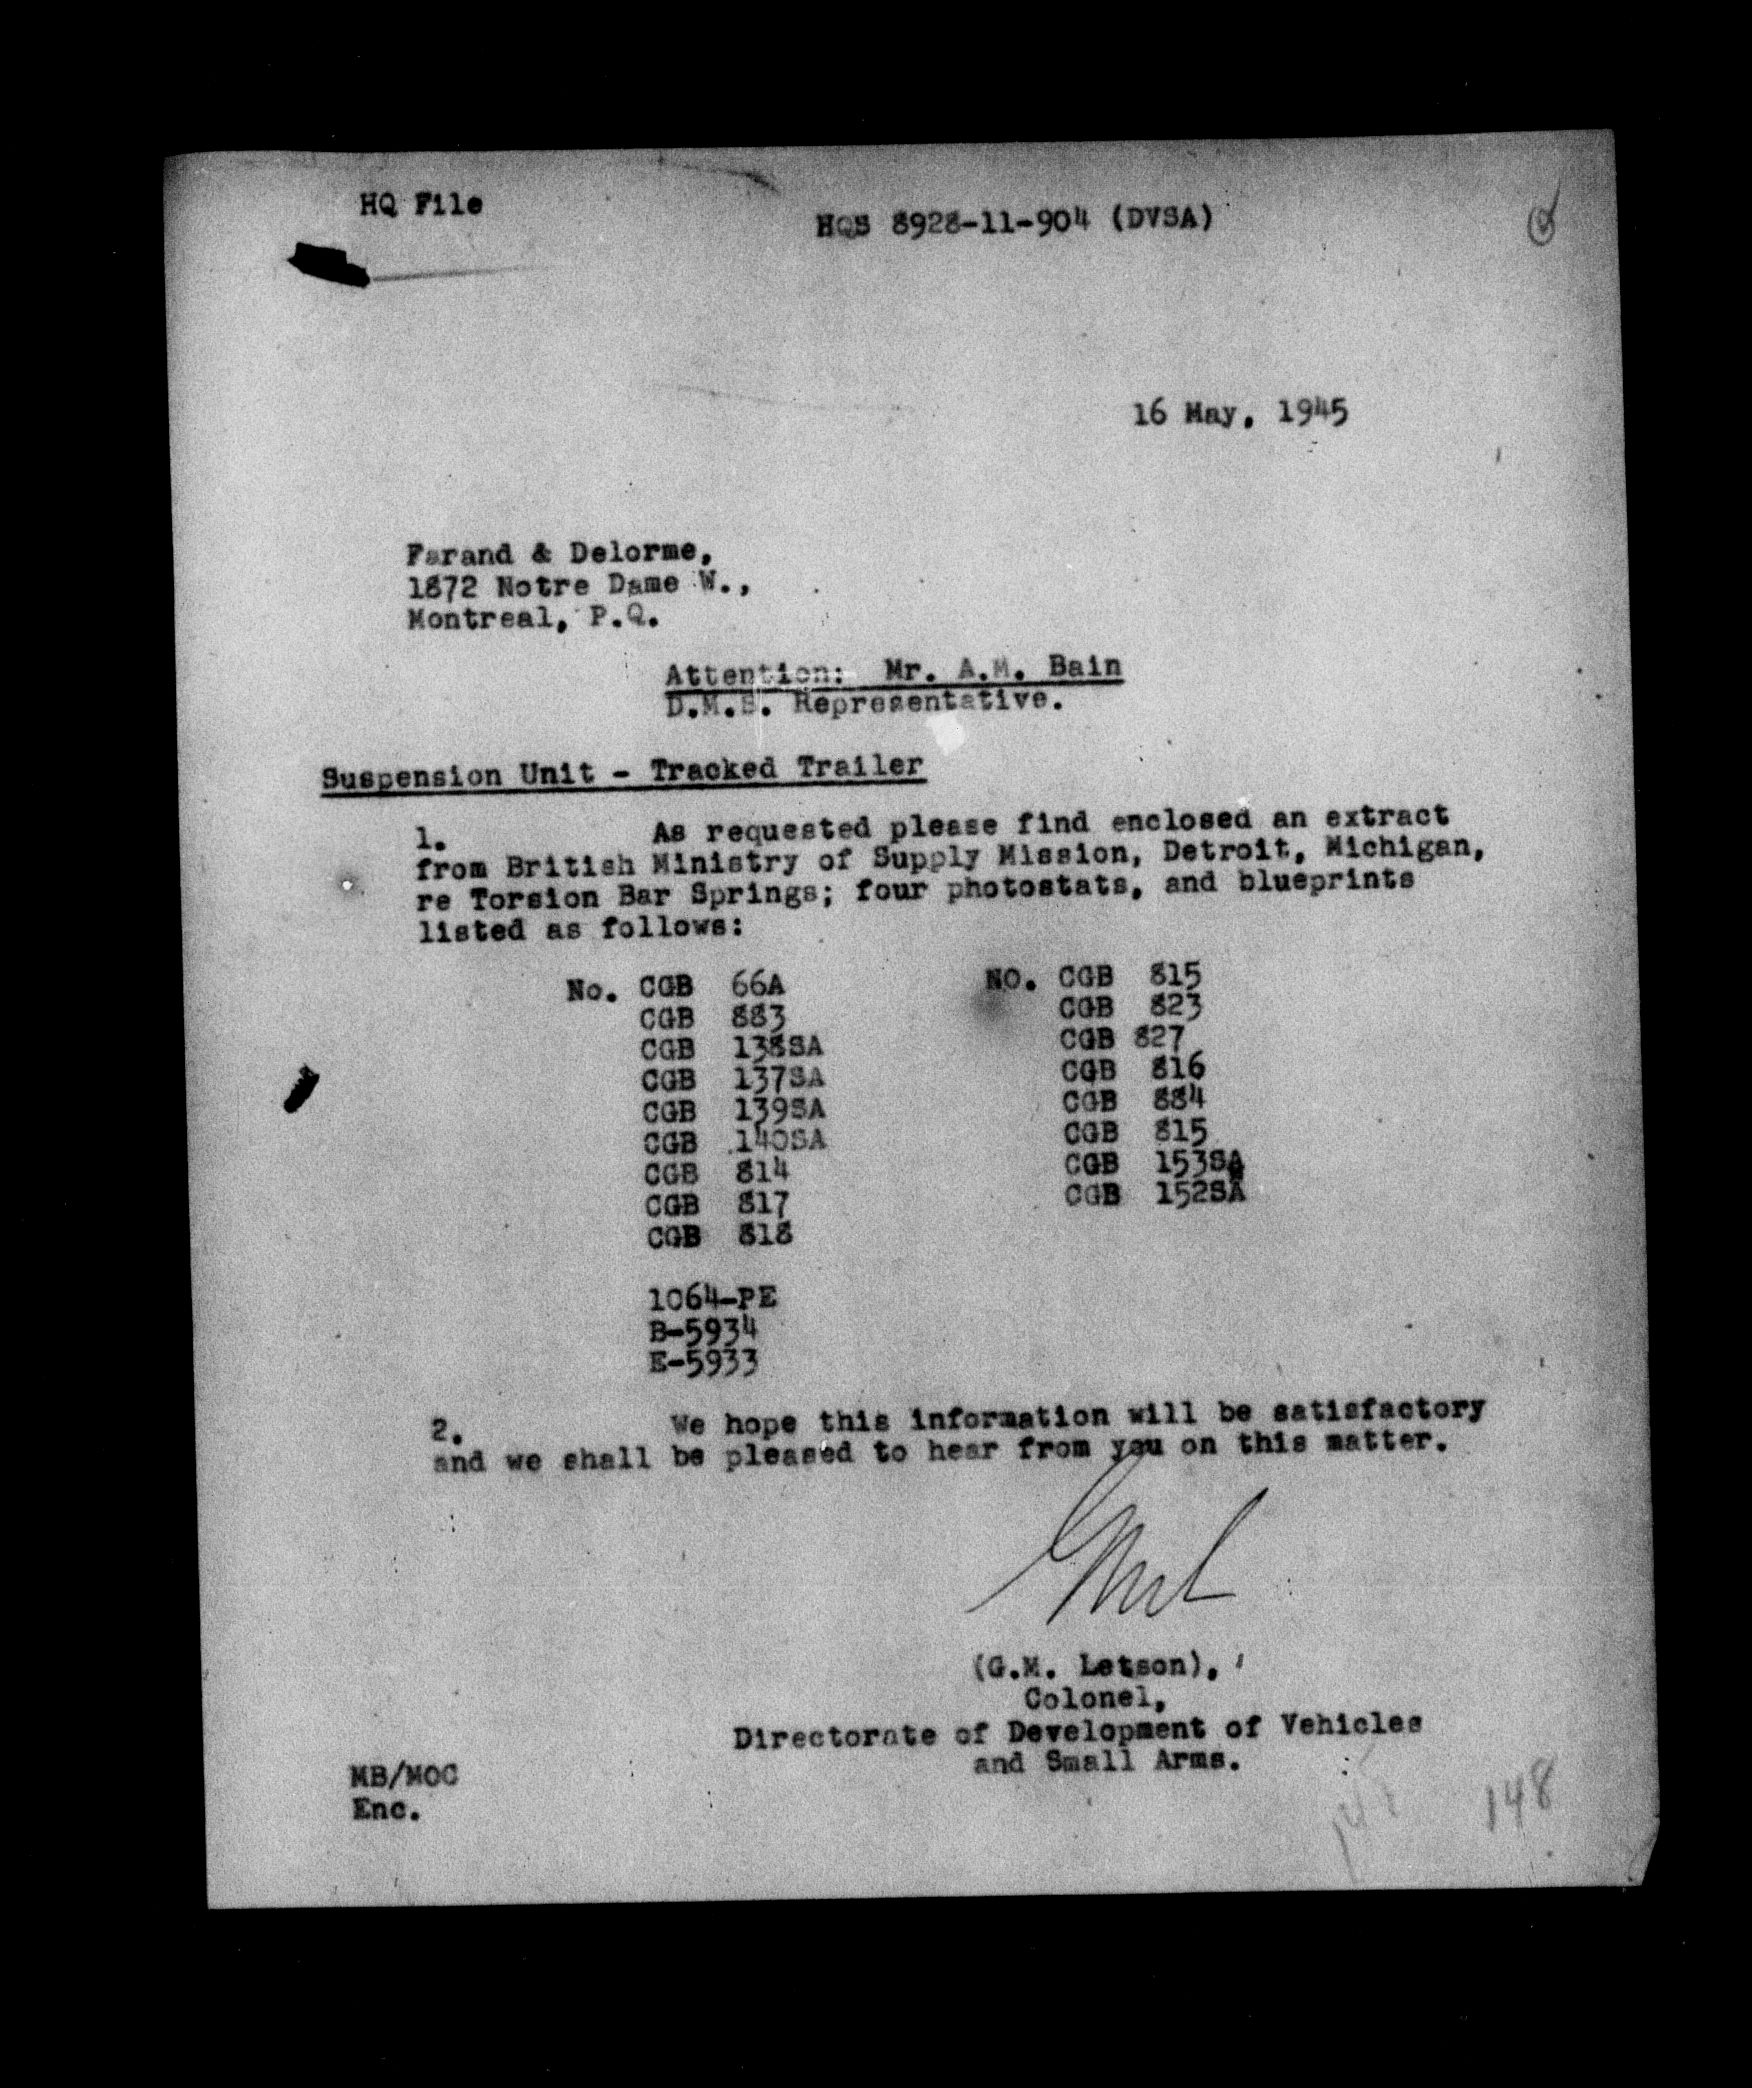 HQ File
HQS 8928-11-904 (DVSA)
16 May, 1945
Farand & Delorme,
1872 Notre Dame W.,
Montreal, P.Q.
Attention: Mr. A.M. Bain
D.M.S. Representative.
Suspension Unit - Tracked Trailer
1. As requested please find enclosed an extract
from British Ministry of Supply Mission, Detroit, Michigan,
re Torsion Bar Springs; four photostats, and blueprints
listed as follows:
No. CGB 66A NO. CGB 815
CGB 883 CGB 823
CGB 138SA CGB 827
CGB 137SA CGB 816
CGB 139SA CGB 884
CGB 140SA CGB 815
CGB 814 CGB 153SA
CGB 817 CGB 152SA
CGB 818
1064-PE
B-5934
E-5933
2. We hope this information will be satisfactory
and we shall be pleased to hear from you on this matter.
(G.M. Letson),
Colonel,
Directorate of Development of Vehicles
and Small Arms.
MB/MOC
Enc.
148